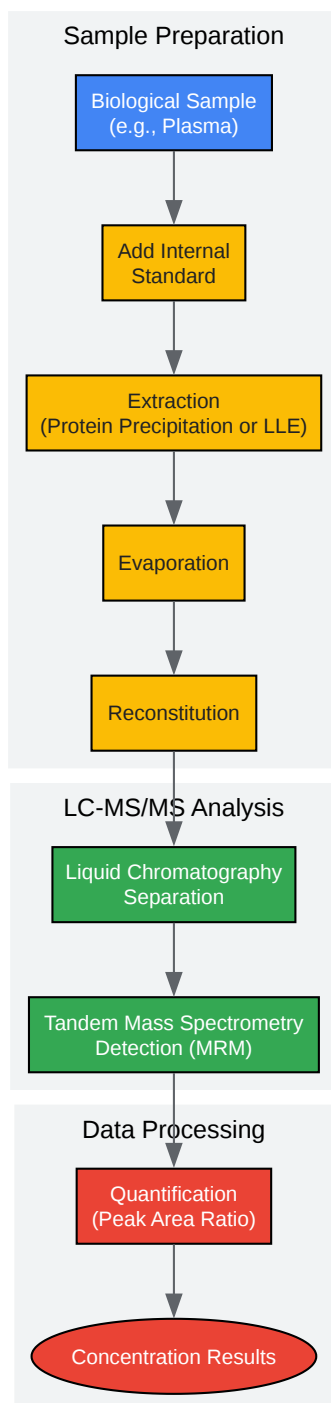 Sample Preparation
Biological Sample
(e.g., Plasma)
Add Internal
Standard
Extraction
(Protein Precipitation or LLE)
Evaporation
Reconstitution
LC-MS/MS Analysis
Liquid Chromatography
Separation
Tandem Mass Spectrometry
Detection (MRM)
Data Processing
Quantification
(Peak Area Ratio)
Concentration Results